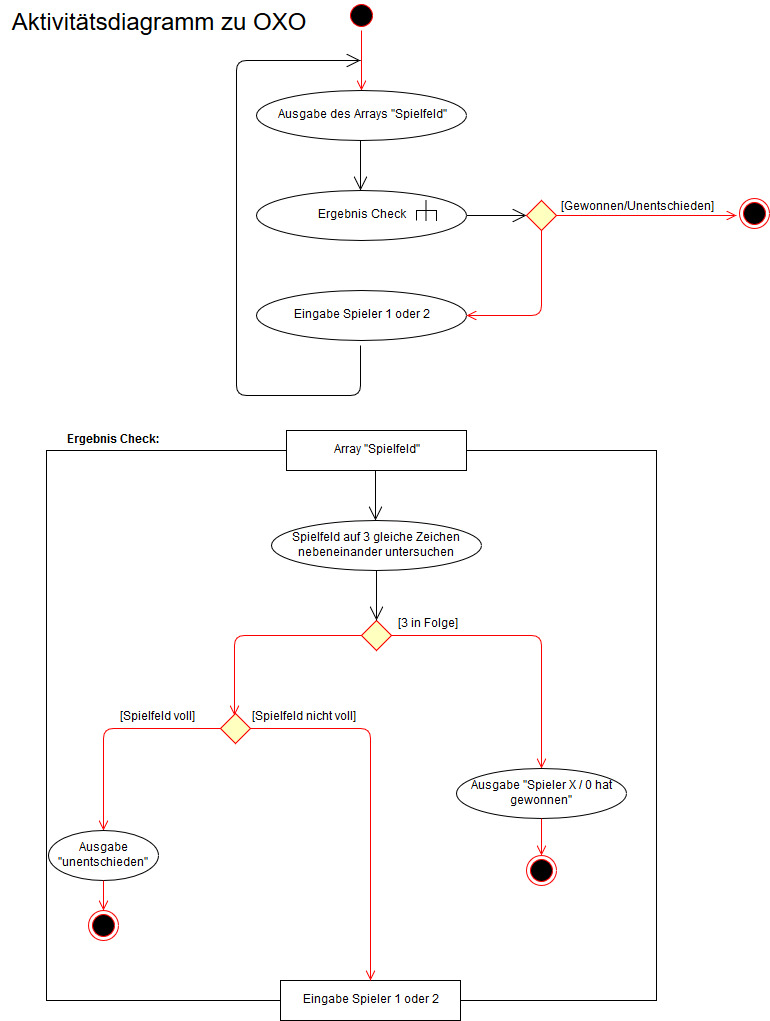 Aktivitätsdiagramm zu OXO
Ausgabe des Arrays "Spielfeld"
Ergebnis Check
[Gewonnen/Unentschieden]
Eingabe Spieler 1 oder 2
Ergebnis Check:
Array "Spielfeld"
Spielfeld auf 3 gleiche Zeichen
nebeneinander untersuchen
[3 in Folge]
[Spielfeld voll]
[Spielfeld nicht voll]
Ausgabe "Spieler X / 0 hat
gewonnen"
Ausgabe
"unentschieden"
Eingabe Spieler 1 oder 2